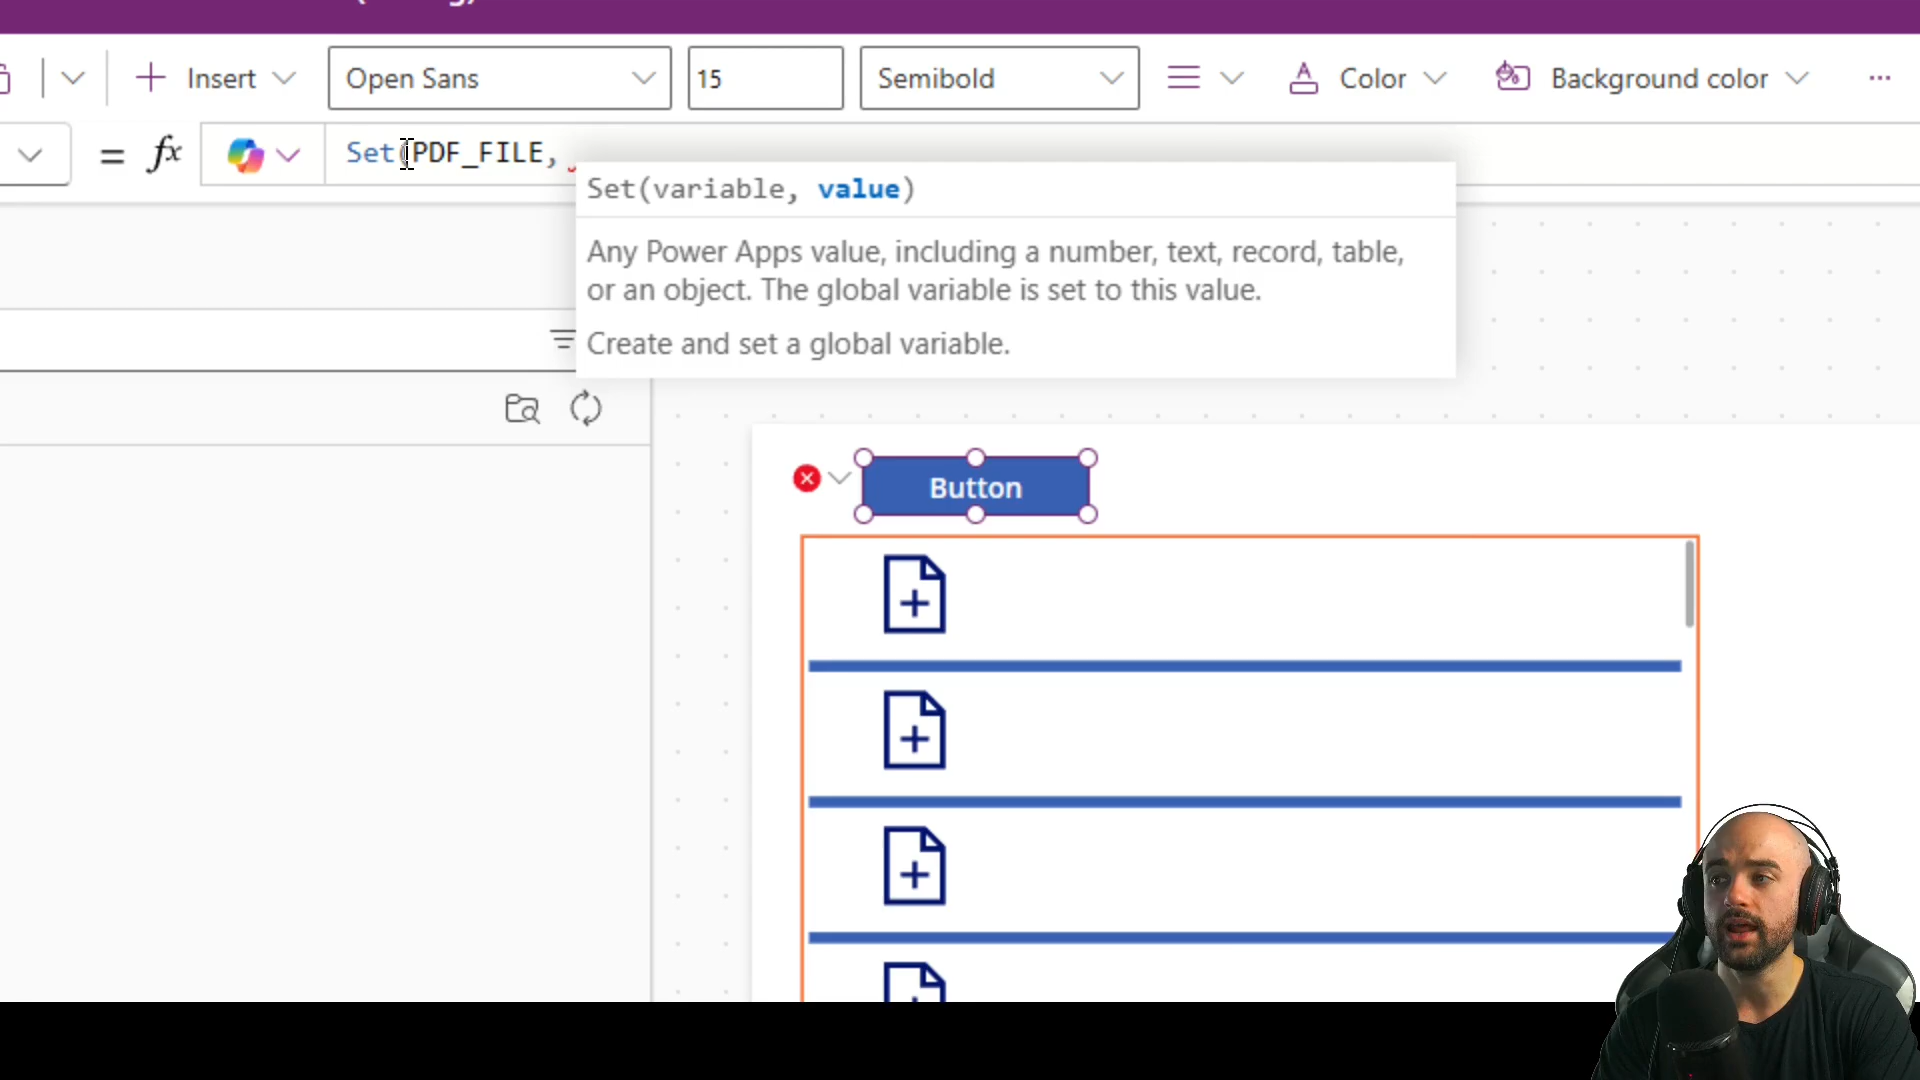 Insert
Open Sans
15
Semibold
Color
Background color
...
= fx
Set(PDF_FILE,
Set(variable, value)
Any Power Apps value, including a number, text, record, table,
or an object. The global variable is set to this value.
Create and set a global variable.
Button